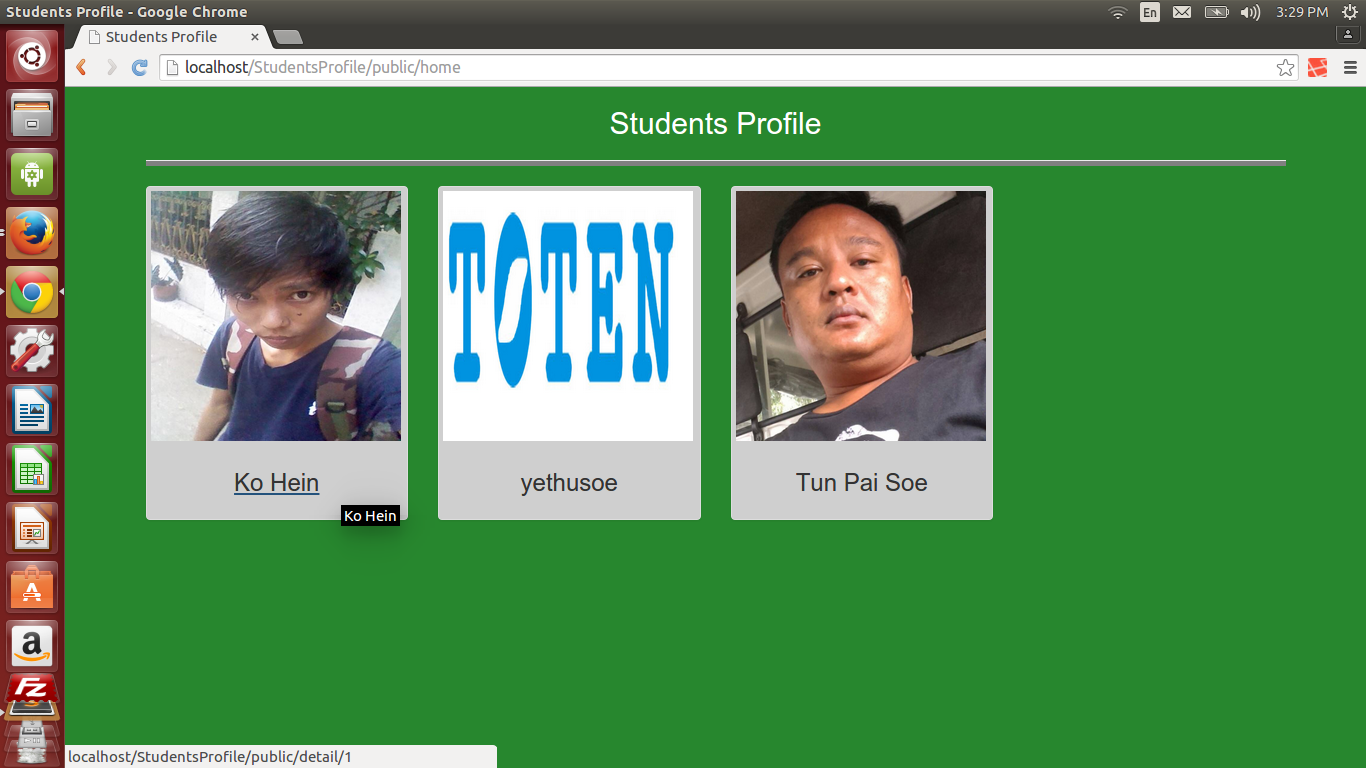 Students Profile - Google Chrome
En
3:29 PM
Students Profile
localhost/StudentsProfile/public/home
Students Profile
TOTEN
Ko Hein
yethusoe
Tun Pai Soe
Ko Hein
a
Fz
localhost/StudentsProfile/public/detail/1